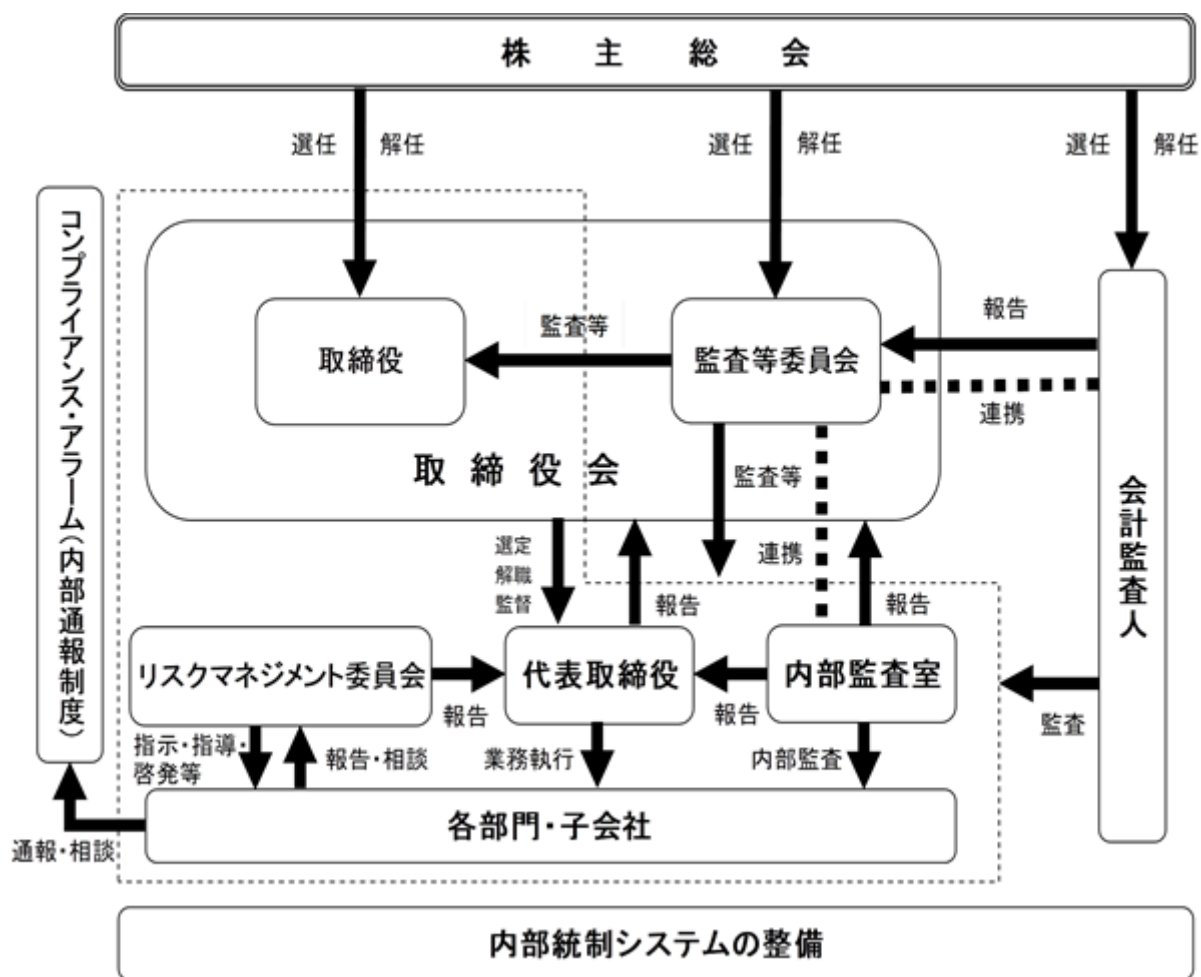 株主総会
選任
解任
選任
解任
選任
解任
コンプライアンス・アラーム(内部通報制度)
取締役
監査等
監査等委員会
報告
連携
取締役会
監査等
連携
会計監査人
選定
解職
監督
報告
報告
リスクマネジメント委員会
報告
代表取締役
報告
内部監査室
監査
指示・指導・
啓発等
報告・相談
業務執行
内部監査
各部門・子会社
通報・相談
内部統制システムの整備